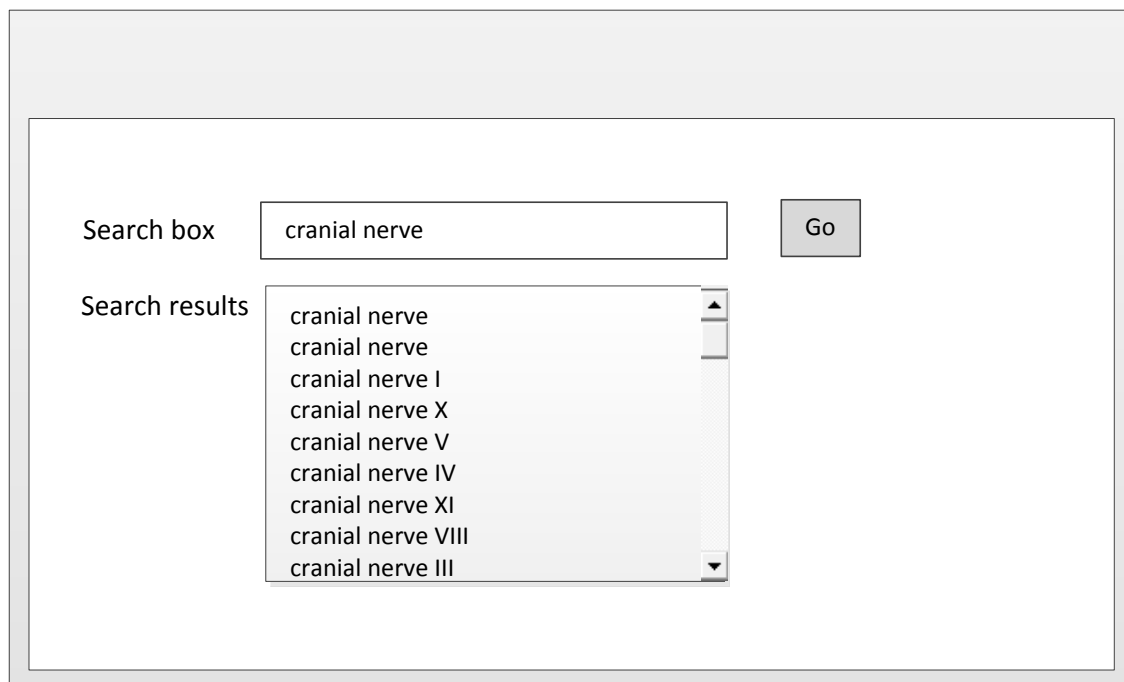 Search box
cranial nerve
Go
Search results
cranial nerve
cranial nerve
cranial nerve I
cranial nerve X
cranial nerve V
cranial nerve IV
cranial nerve XI
cranial nerve VIII
cranial nerve III